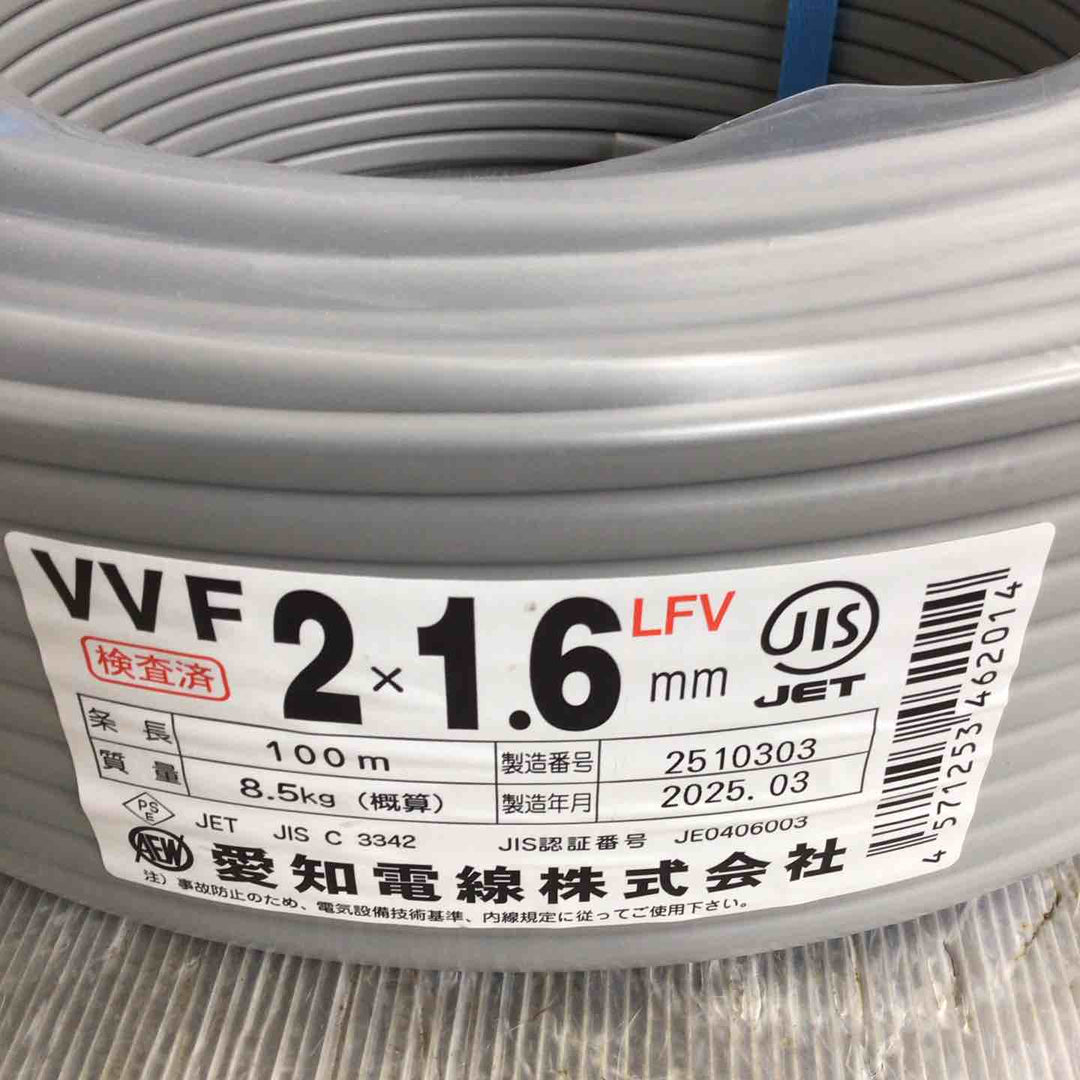 VVF 2×1.6 mm LFV
検査済
JIS
JET
条長 100m 製造番号 2510303
質量 8.5kg (概算) 製造年月 2025.03
PSE JET JIS C 3342 JIS認証番号 JE0406003
AEW 愛知電線株式会社
注)事故防止のため、電気設備技術基準、内線規定に従ってご使用下さい。
4571253462014